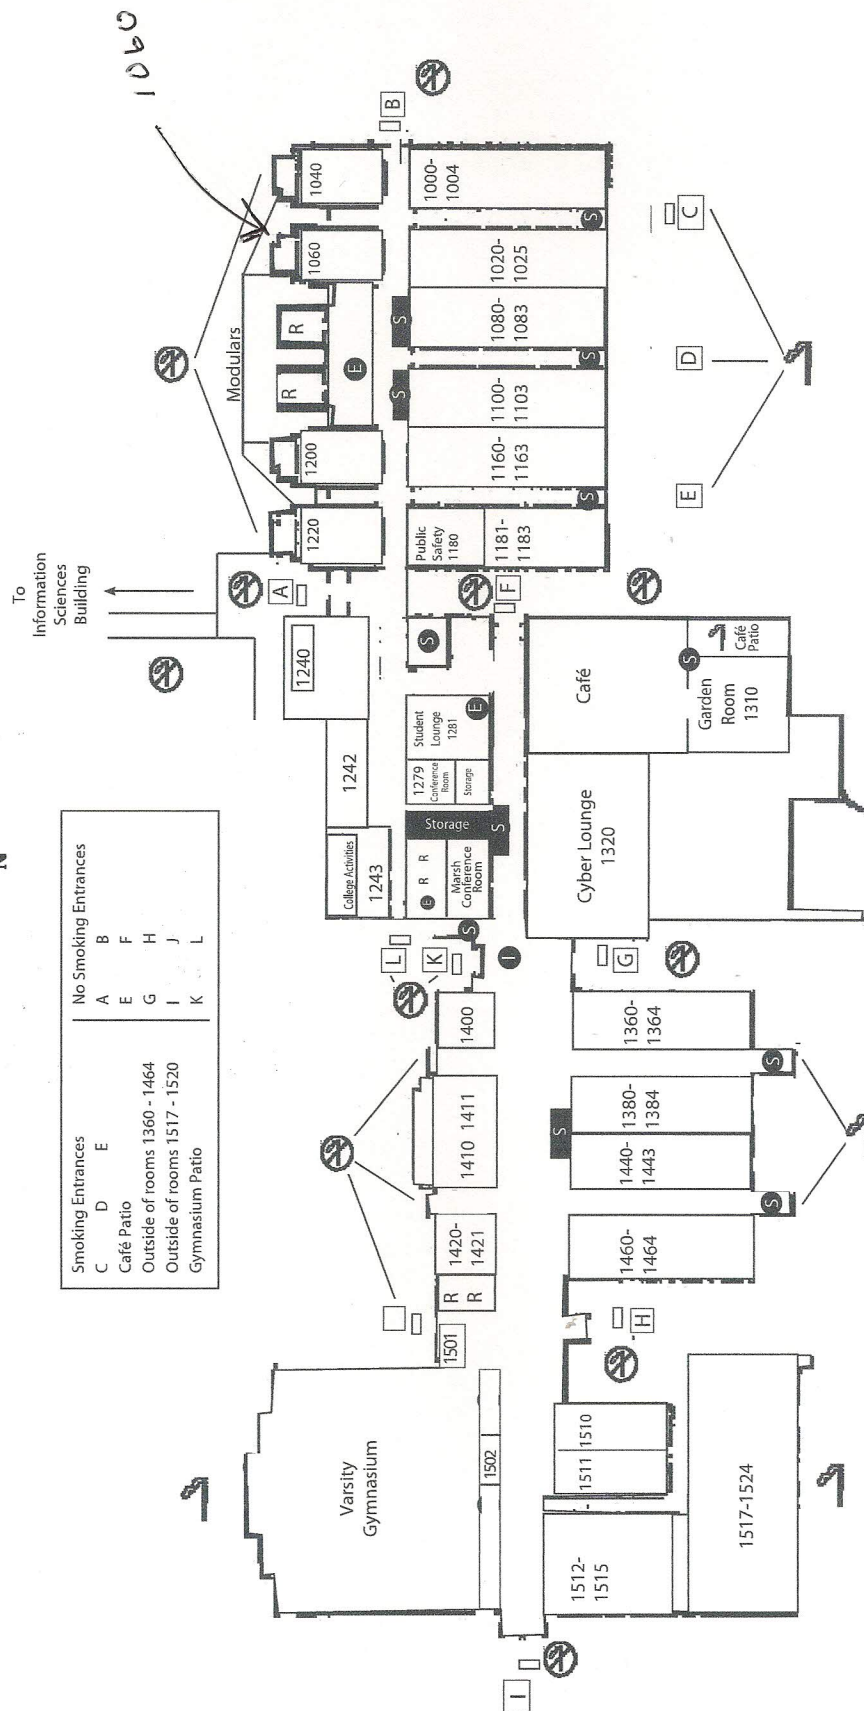 1060
N
Smoking Entrances
C D E
Café Patio
Outside of rooms 1360 - 1464
Outside of rooms 1517 - 1520
Gymnasium Patio
No Smoking Entrances
A B
E F
G H
I J
K L
To
Information
Sciences
Building
Modulars
1220
1200
R
R
1060
1040
E
A
B
1240
1242
College Activities
1243
L
K
1400
1410 1411
1420-
1421
R
R
1501
Varsity
Gymnasium
1502
I
S
S
Public
Safety
1180
1181-
1183
1160-
1163
1100-
1103
1080-
1083
1020-
1025
1000-
1004
S
S
S
F
S
Student
Lounge
1281
E
1279
Conference
Room
Storage
Storage
S
E
R R
Marsh
Conference
Room
S
I
Café
Cyber Lounge
1320
Garden
Room
1310
S
Café
Patio
G
1360-
1364
1380-
1384
1440-
1443
1460-
1464
S
S
S
H
1511 1510
1512-
1515
1517-1524
E
D
C